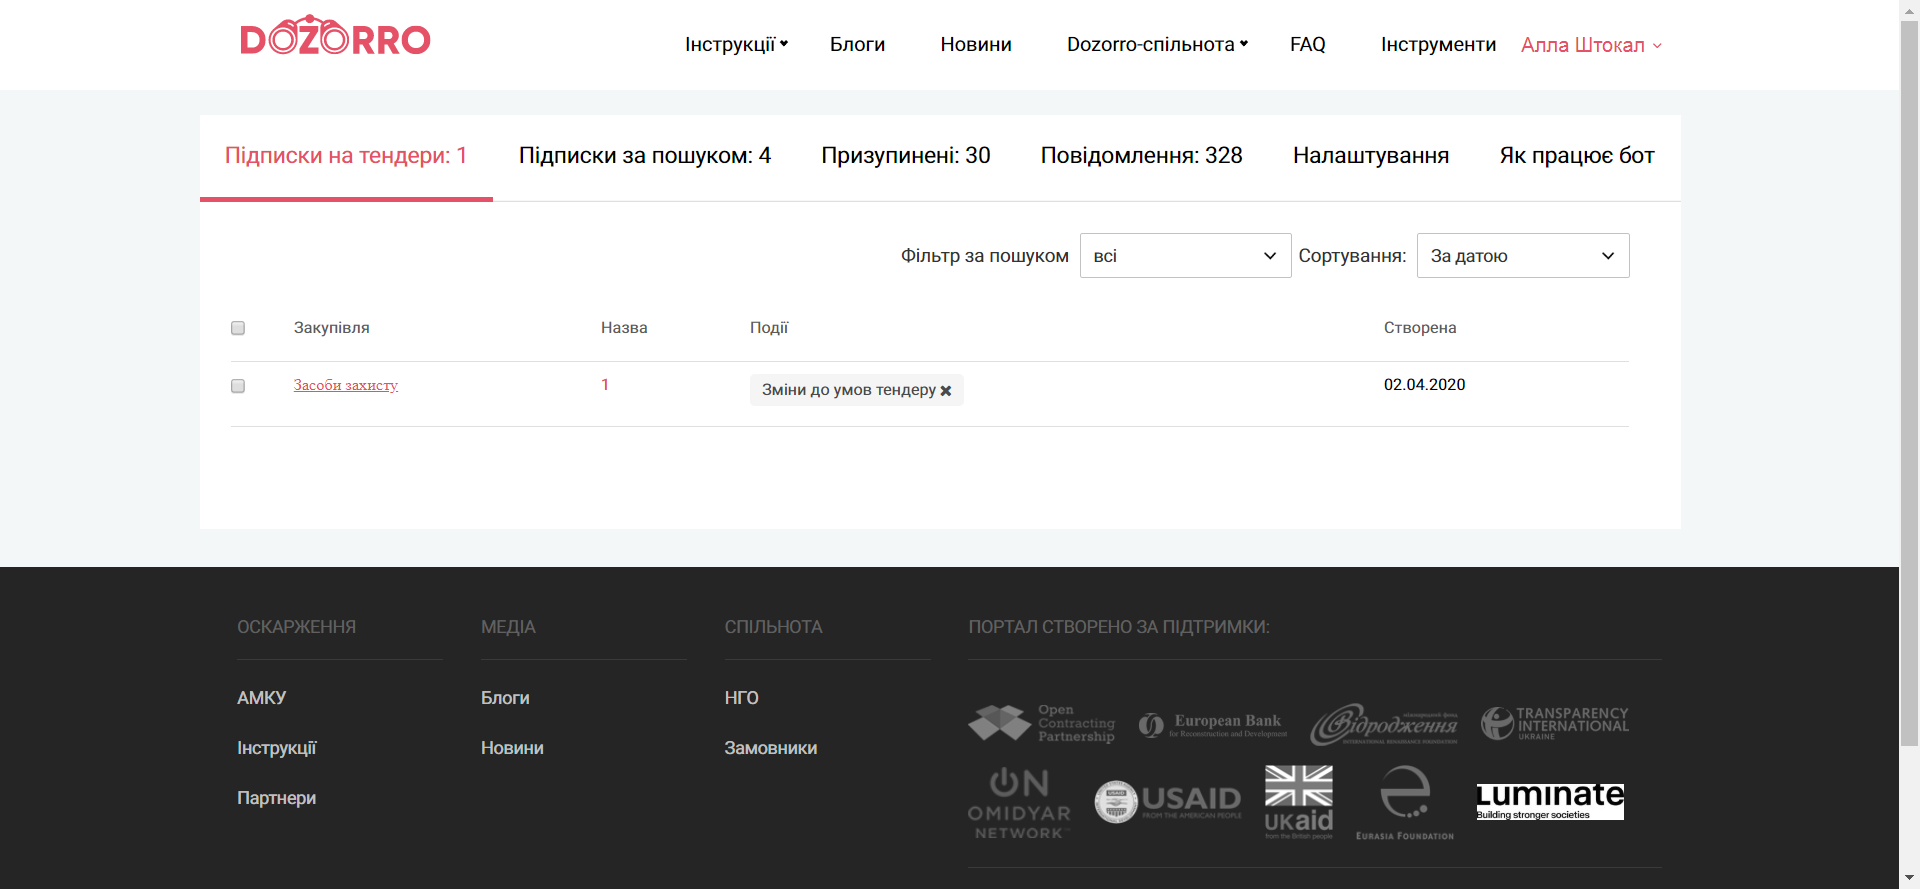 DOZORRO
Інструкції Блоги Новини Dozorro-спільнота FAQ Інструменти Алла Штокал
Підписки на тендери: 1 Підписки за пошуком: 4 Призупинені: 30 Повідомлення: 328 Налаштування Як працює бот
Фільтр за пошуком всі Сортування: За датою
Закупівля Назва Події Створена
Засоби захисту 1 Зміни до умов тендеру 02.04.2020
ОСКАРЖЕННЯ МЕДІА СПІЛЬНОТА ПОРТАЛ СТВОРЕНО ЗА ПІДТРИМКИ:
АМКУ Блоги НГО
Інструкції Новини Замовники
Партнери
Open
Contracting
Partnership
European Bank
for Reconstruction and Development
міжнародний фонд
Відродження
INTERNATIONAL RENAISSANCE FOUNDATION
TRANSPARENCY
INTERNATIONAL
UKRAINE
ON
OMIDYAR
NETWORK™
USAID
FROM THE AMERICAN PEOPLE
UKaid
from the British people
EURASIA FOUNDATION
Luminate
Building stronger societies